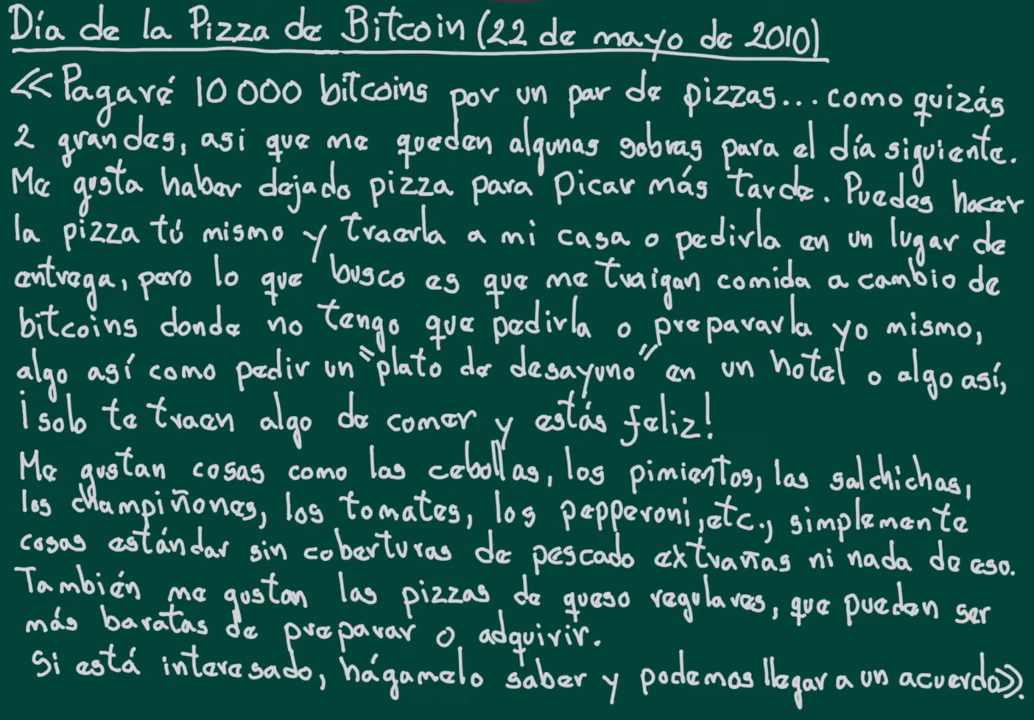 Día de la Pizza de Bitcoin (22 de mayo de 2010)
«Pagaré 10 000 bitcoins por un par de pizzas... como quizás
2 grandes, asi que me queden algunas sobras para el día siguiente.
Me gusta haber dejado pizza para picar más tarde. Puedes hacer
la pizza tú mismo y traerla a mi casa o pedirla en un lugar de
entrega, pero lo que busco es que me traigan comida a cambio de
bitcoins donde no tengo que pedirla o prepararla yo mismo,
algo así como pedir un "plato de desayuno" en un hotel o algo así,
¡solo te traen algo de comer y estás feliz!
Me gustan cosas como las cebollas, los pimientos, las salchichas,
los champiñones, los tomates, los pepperoni, etc., simplemente
cosas estándar sin coberturas de pescado extrañas ni nada de eso.
También me gustan las pizzas de queso regulares, que pueden ser
más baratas de preparar o adquirir.
Si está interesado, hágamelo saber y podemos llegar a un acuerdo».